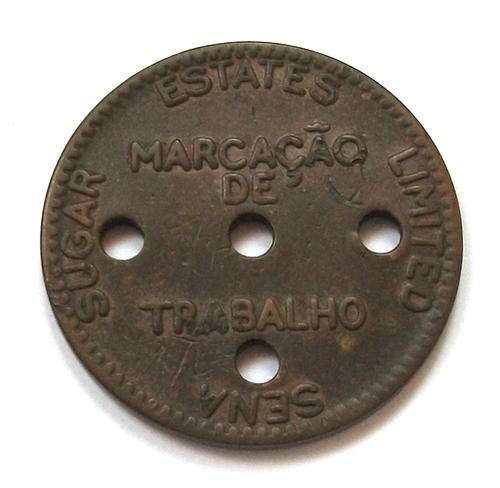 SENA SUGAR ESTATES LIMITED
MARCAÇÃO
DE
TRABALHO